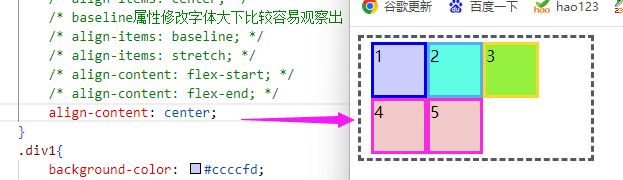 /* align-items: center; */
/* baseline属性修改字体大下比较容易观察出
/* align-items: baseline; */
/* align-items: stretch; */
/* align-content: flex-start; */
/* align-content: flex-end; */
align-content: center;
}
.div1{
background-color: #ccccfd;
谷歌更新 百度一下 hao hao123
1 2 3
4 5